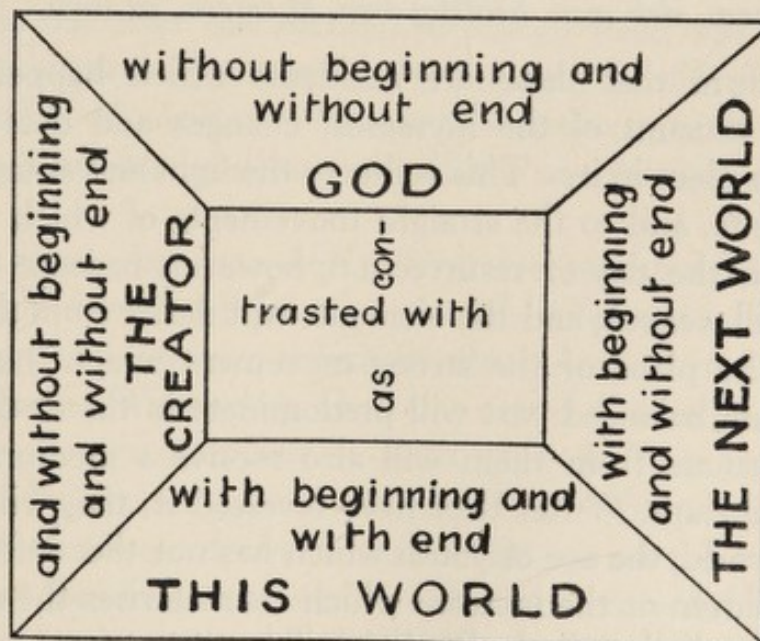 without beginning and
without end
GOD
and without beginning
and without end
THE
CREATOR
as con-
trasted with
with beginning
and without end
THE NEXT WORLD
with beginning and
with end
THIS WORLD